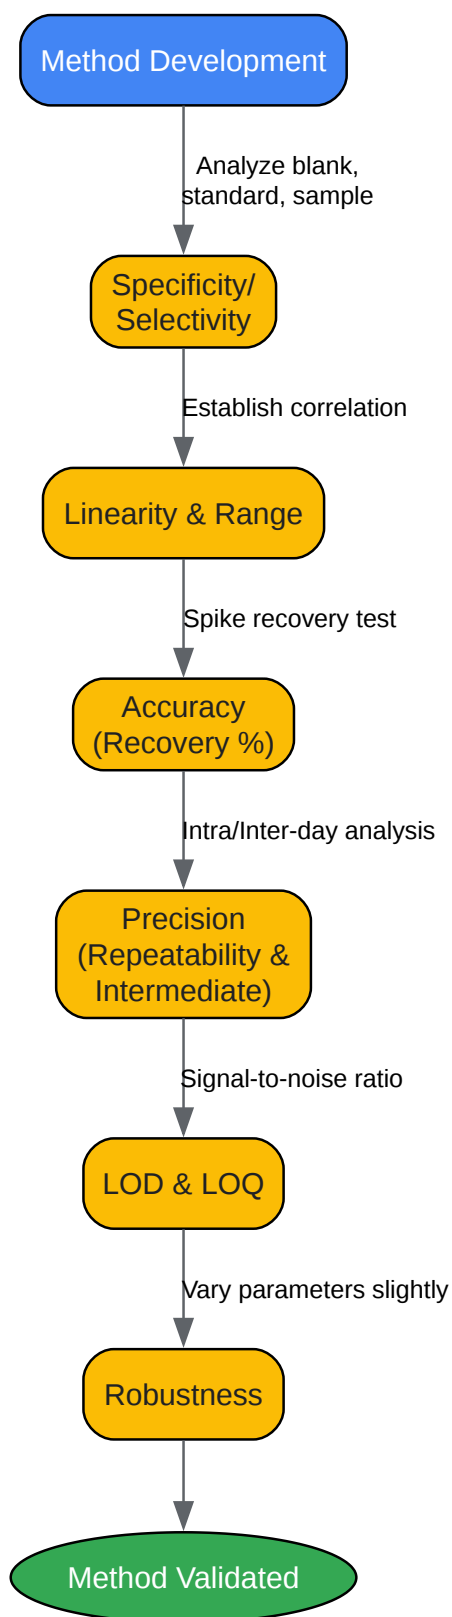 Method Development
Analyze blank,
standard, sample
Specificity/
Selectivity
Establish correlation
Linearity & Range
Spike recovery test
Accuracy
(Recovery %)
Intra/Inter-day analysis
Precision
(Repeatability &
Intermediate)
Signal-to-noise ratio
LOD & LOQ
Vary parameters slightly
Robustness
Method Validated